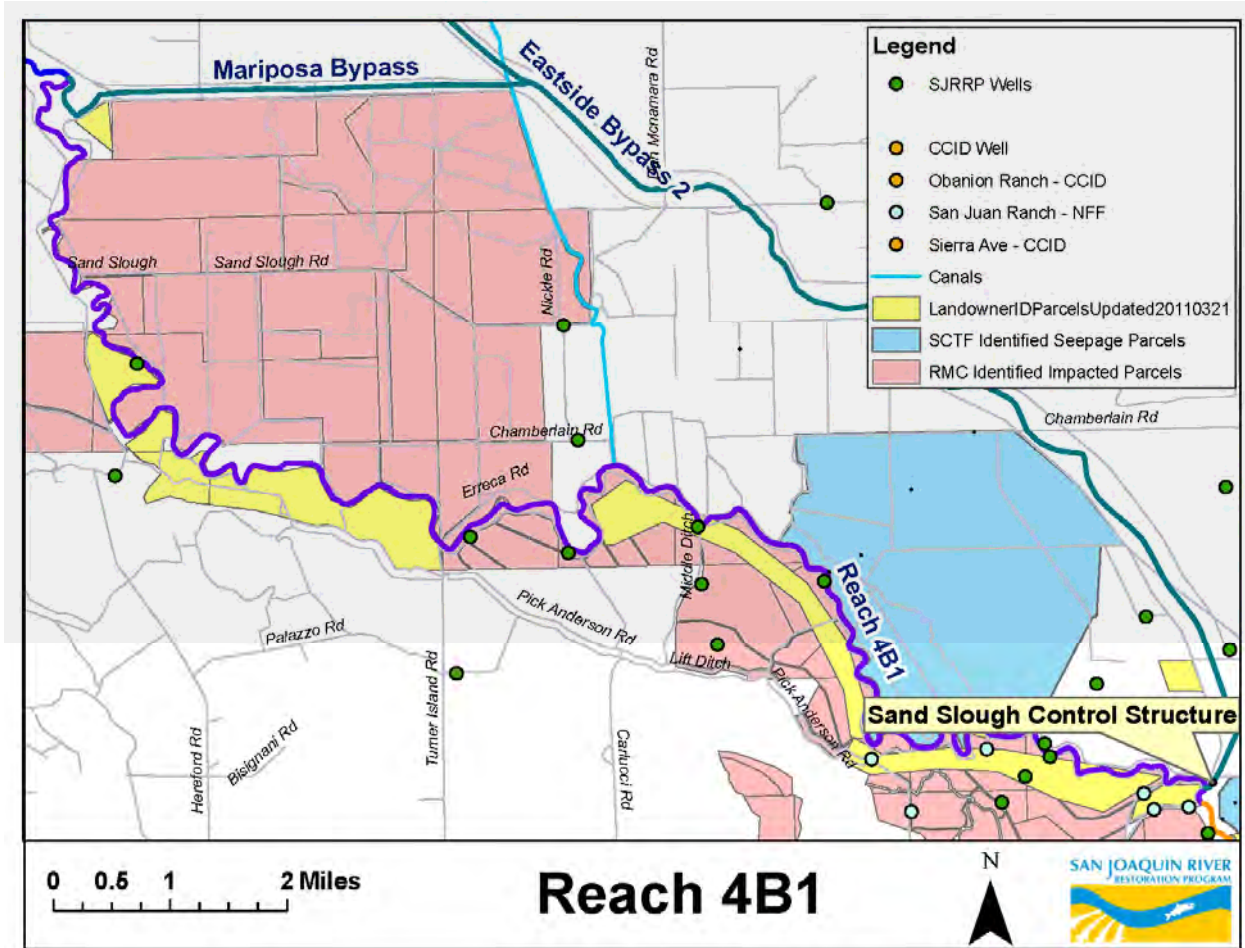 Mariposa Bypass
Eastside Bypass 2
Legend
SJRRP Wells
CCID Well
Obanion Ranch - CCID
San Juan Ranch - NFF
Sierra Ave - CCID
Canals
LandownerIDParcelsUpdated20110321
SCTF Identified Seepage Parcels
RMC Identified Impacted Parcels
Mcnamara Rd
Sand Slough
Sand Slough Rd
Nickle Rd
Chamberlain Rd
Chamberlain Rd
Erreca Rd
Middle Ditch
Reach 4B1
Pick Anderson Rd
Palazzo Rd
Lift Ditch
Pick Anderson Rd
Sand Slough Control Structure
Hereford Rd
Bisignani Rd
Turner Island Rd
Carlucci Rd
0 0.5 1 2 Miles
Reach 4B1
N
SAN JOAQUIN RIVER
RESTORATION PROGRAM